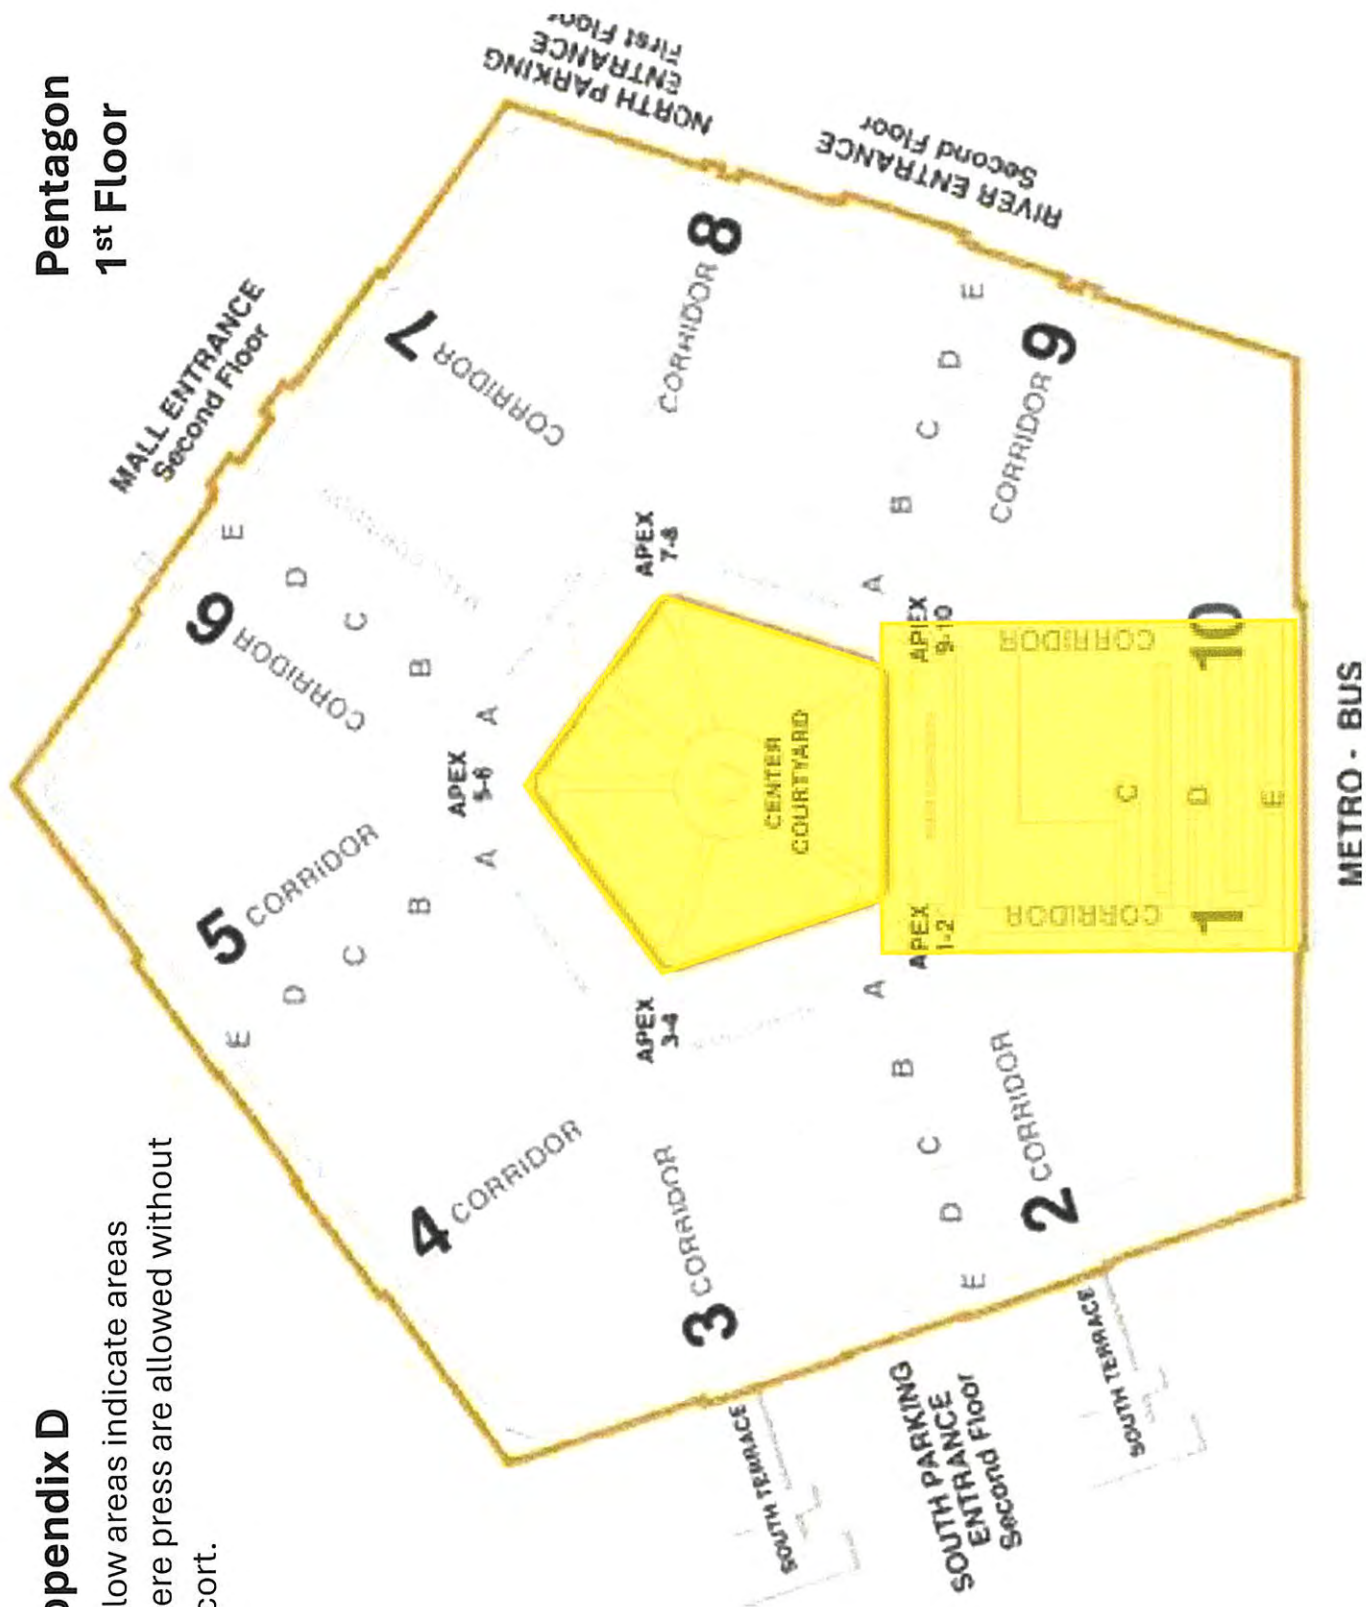 ppendix D
low areas indicate areas
ere press are allowed without
cort.
Pentagon
1st Floor
MALL ENTRANCE
Second Floor
NORTH PARKING
ENTRANCE
First Floor
RIVER ENTRANCE
Second Floor
6 CORRIDOR
E
D
C
B
A
7 CORRIDOR
8 CORRIDOR
5 CORRIDOR
E
D
C
B
A
APEX
5-6
APEX
7-8
4 CORRIDOR
APEX
3-4
CENTER
COURTYARD
3 CORRIDOR
A
B
C
D
E
CORRIDOR 9
APEX
9-10
APEX
1-2
A
B
C
D
E
2 CORRIDOR
CORRIDOR
10
CORRIDOR
1
C
D
E
SOUTH TERRACE
SOUTH PARKING
ENTRANCE
Second Floor
SOUTH TERRACE
METRO - BUS